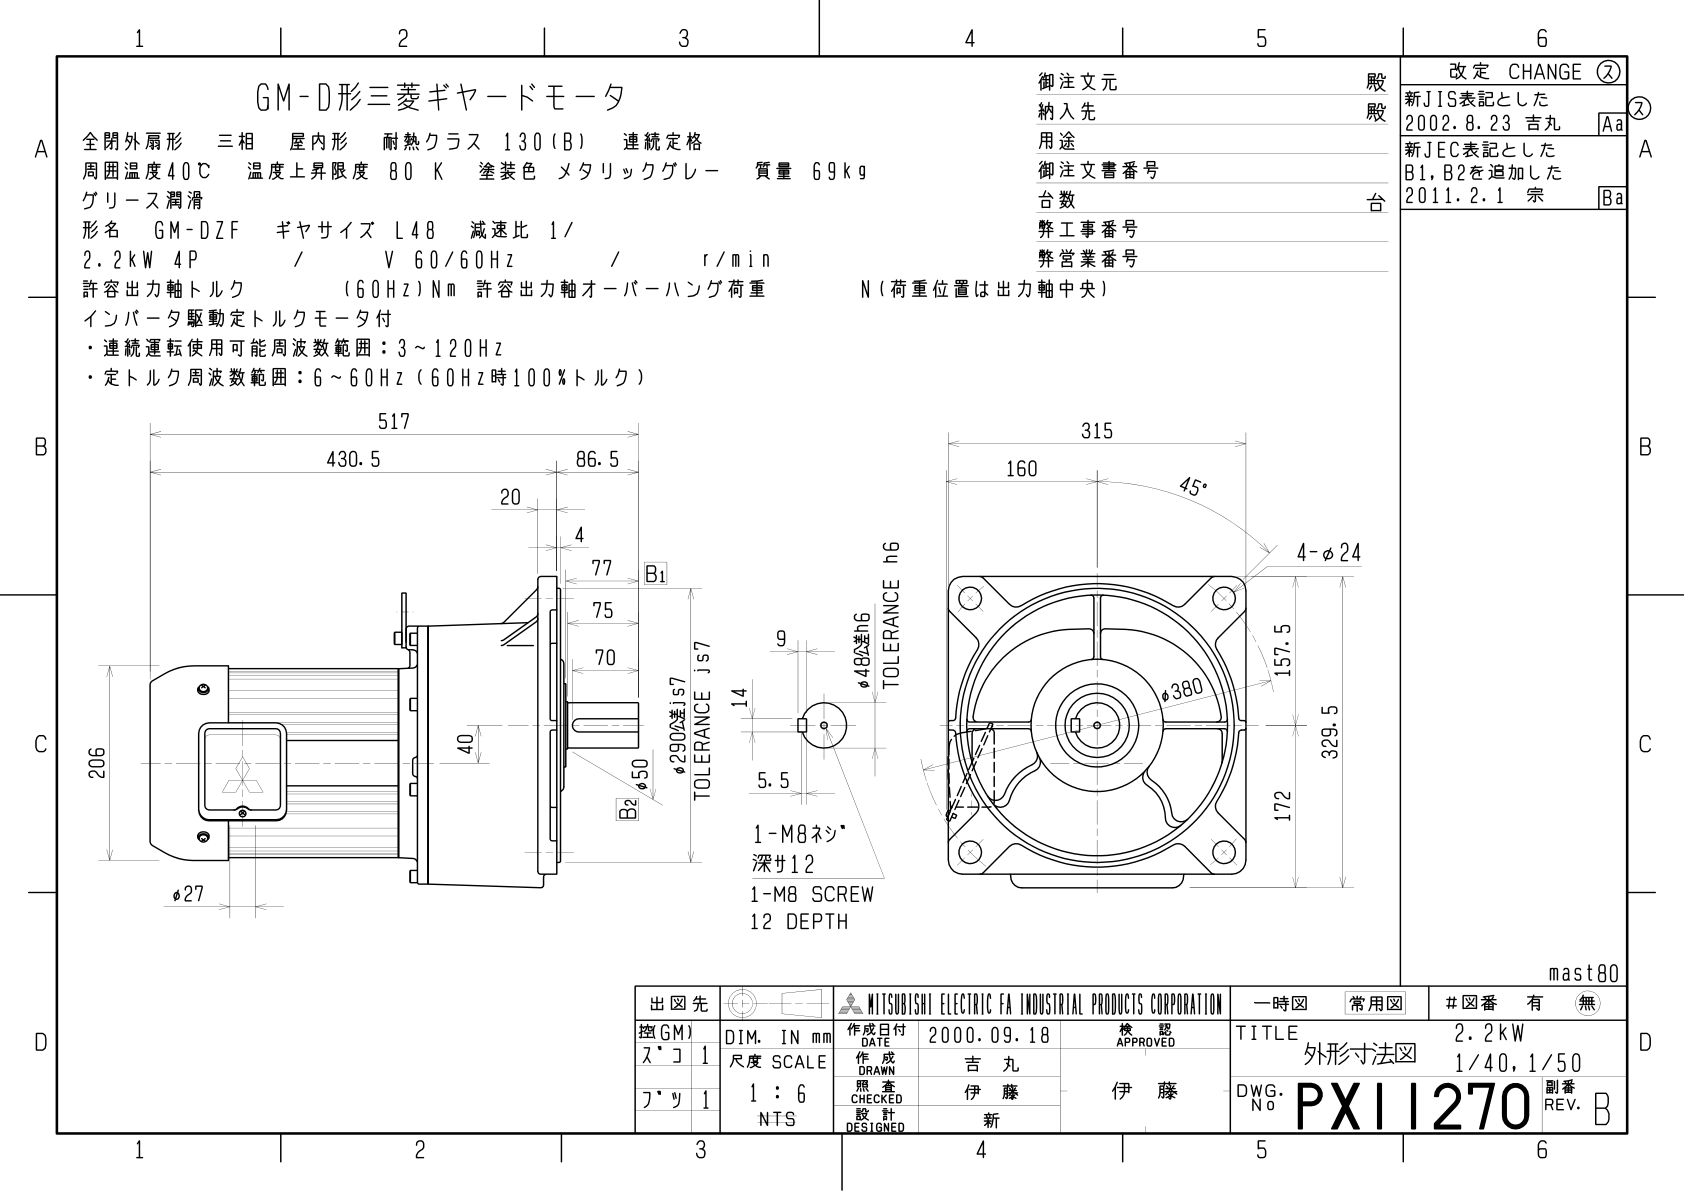 1 2 3 4 5 6
GM-D形三菱ギヤードモータ
全閉外扇形 三相 屋内形 耐熱クラス 130(B) 連続定格
周囲温度40℃ 温度上昇限度 80 K 塗装色 メタリックグレー 質量 69kg
グリース潤滑
形名 GM-DZF ギヤサイズ L48 減速比 1/
2.2kW 4P / V 60/60Hz / r/min
許容出力軸トルク (60Hz)Nm 許容出力軸オーバーハング荷重 N(荷重位置は出力軸中央)
インバータ駆動定トルクモータ付
・連続運転使用可能周波数範囲：3~120Hz
・定トルク周波数範囲：6~60Hz(60Hz時100%トルク)
御注文元 殿
納入先 殿
用途
御注文書番号
台数 台
弊工事番号
弊営業番号
改定 CHANGE ス
新JIS表記とした
2002.8.23 吉丸 Aa
ス
新JEC表記とした
B1,B2を追加した
2011.2.1 宗 Ba
A
A
B
B
C
C
D
D
517
430.5
86.5
20
4
77
B1
75
70
206
40
φ27
φ50
B2
φ290公差js7
TOLERANCE js7
9
14
5.5
φ48公差h6
TOLERANCE h6
1-M8ネジ
深サ12
1-M8 SCREW
12 DEPTH
315
160
45°
4-φ24
φ380
157.5
172
329.5
mast80
出図先
控(GM)
ズコ 1
ブツ 1
DIM. IN mm
尺度 SCALE
1 : 6
NTS
MITSUBISHI ELECTRIC FA INDUSTRIAL PRODUCTS CORPORATION
作成日付 DATE 2000.09.18
作成 DRAWN 吉丸
照査 CHECKED 伊藤
設計 DESIGNED 新
検認 APPROVED
伊藤
一時図 常用図 #図番 有 無
TITLE 外形寸法図
2.2kW
1/40,1/50
DWG. No PX11270
副番 REV. B
1 2 3 4 5 6